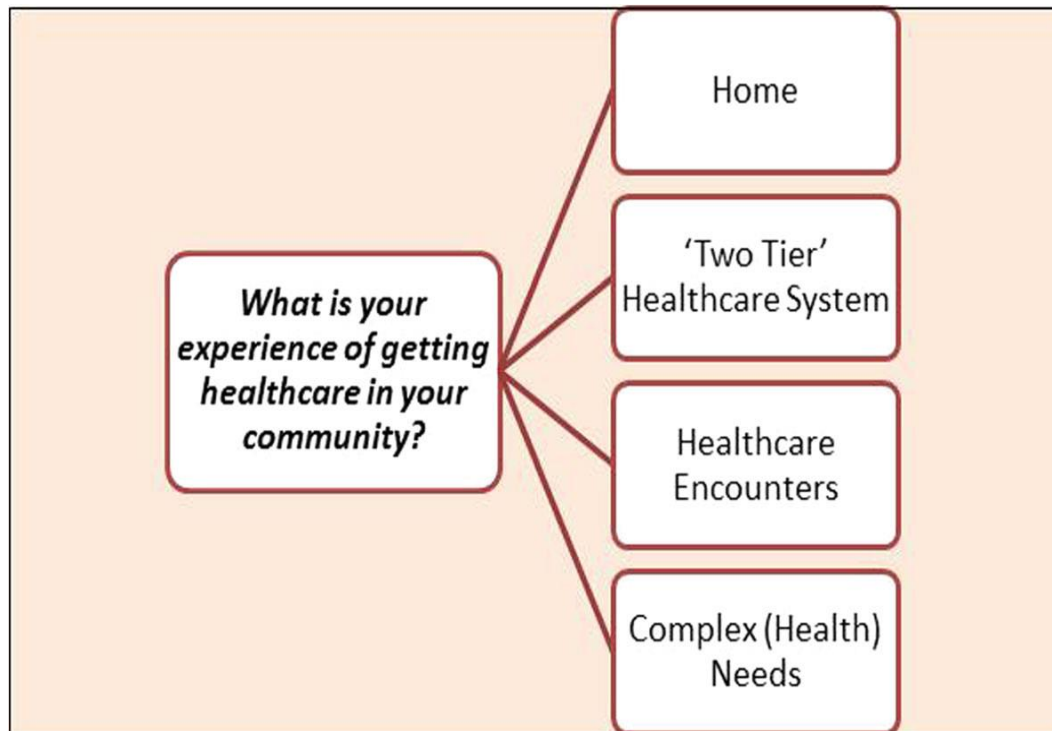 What is your
experience of getting
healthcare in your
community?
Home
‘Two Tier’
Healthcare System
Healthcare
Encounters
Complex (Health)
Needs